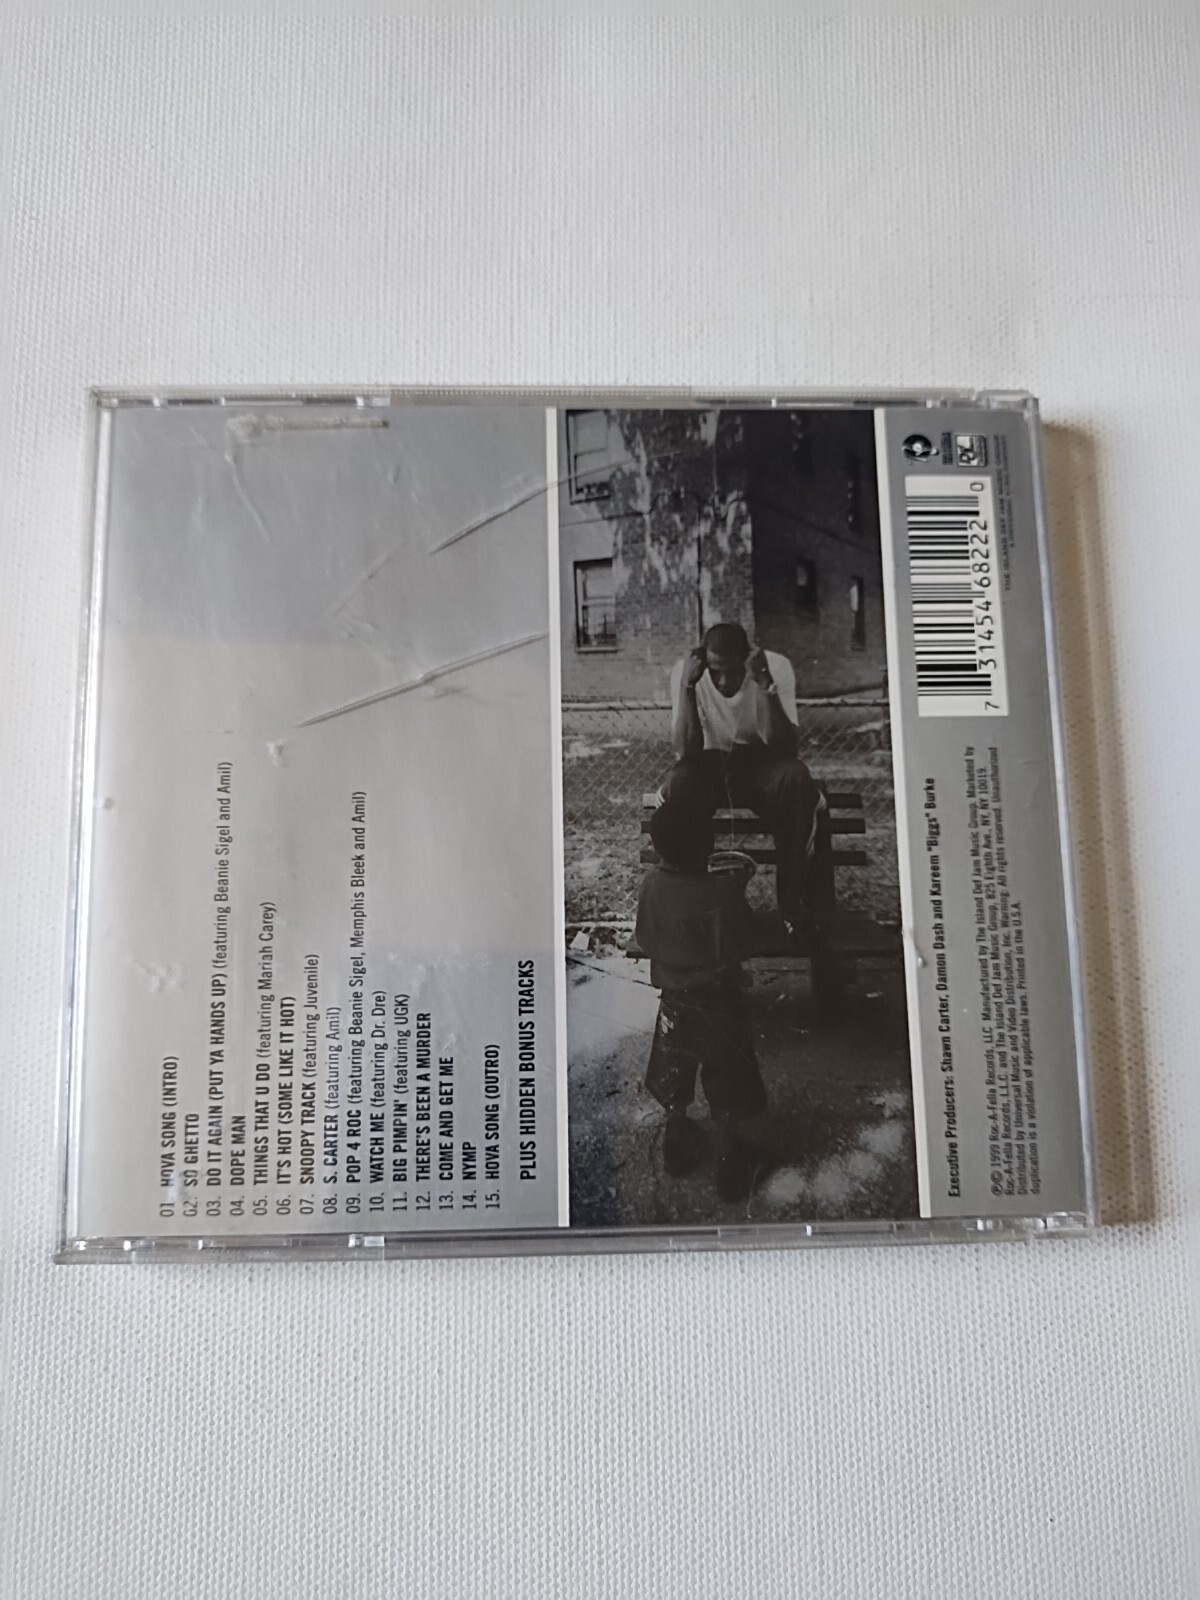 01. HOVA SONG (INTRO)
02. SO GHETTO
03. DO IT AGAIN (PUT YA HANDS UP) (featuring Beanie Sigel and Amil)
04. DOPE MAN
05. THINGS THAT U DO (featuring Mariah Carey)
06. IT'S HOT (SOME LIKE IT HOT)
07. SNOOPY TRACK (featuring Juvenile)
08. S. CARTER (featuring Amil)
09. POP 4 ROC (featuring Beanie Sigel, Memphis Bleek and Amil)
10. WATCH ME (featuring Dr. Dre)
11. BIG PIMPIN' (featuring UGK)
12. THERE'S BEEN A MURDER
13. COME AND GET ME
14. NYMP
15. HOVA SONG (OUTRO)
PLUS HIDDEN BONUS TRACKS
Executive Producers: Shawn Carter, Damon Dash and Kareem "Biggs" Burke
℗© 1999 Roc-A-Fella Records, LLC Manufactured by The Island Def Jam Music Group. Marketed by
Roc-A-Fella Records, L.L.C. and The Island Def Jam Music Group, 825 Eighth Ave., NY, NY 10019.
Distributed by Universal Music and Video Distribution, Inc. Warning: All rights reserved. Unauthorized
duplication is a violation of applicable laws. Printed in the U.S.A.
7 31454 68222 0
THE ISLAND DEF JAM MUSIC GROUP